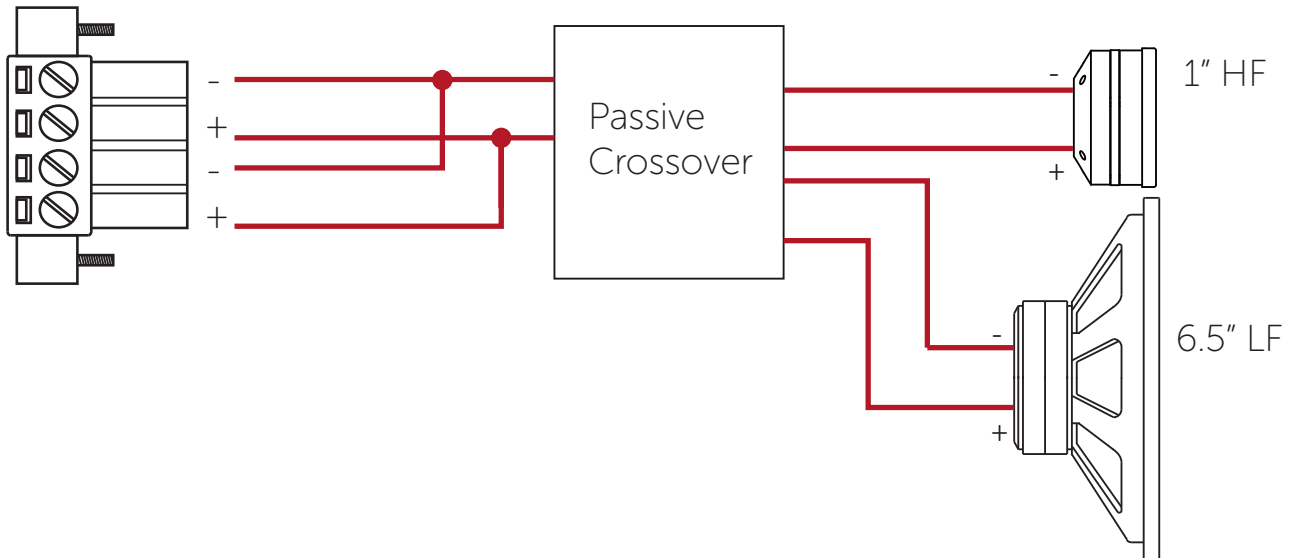 -
+
-
+
Passive
Crossover
-
+
1" HF
-
+
6.5" LF